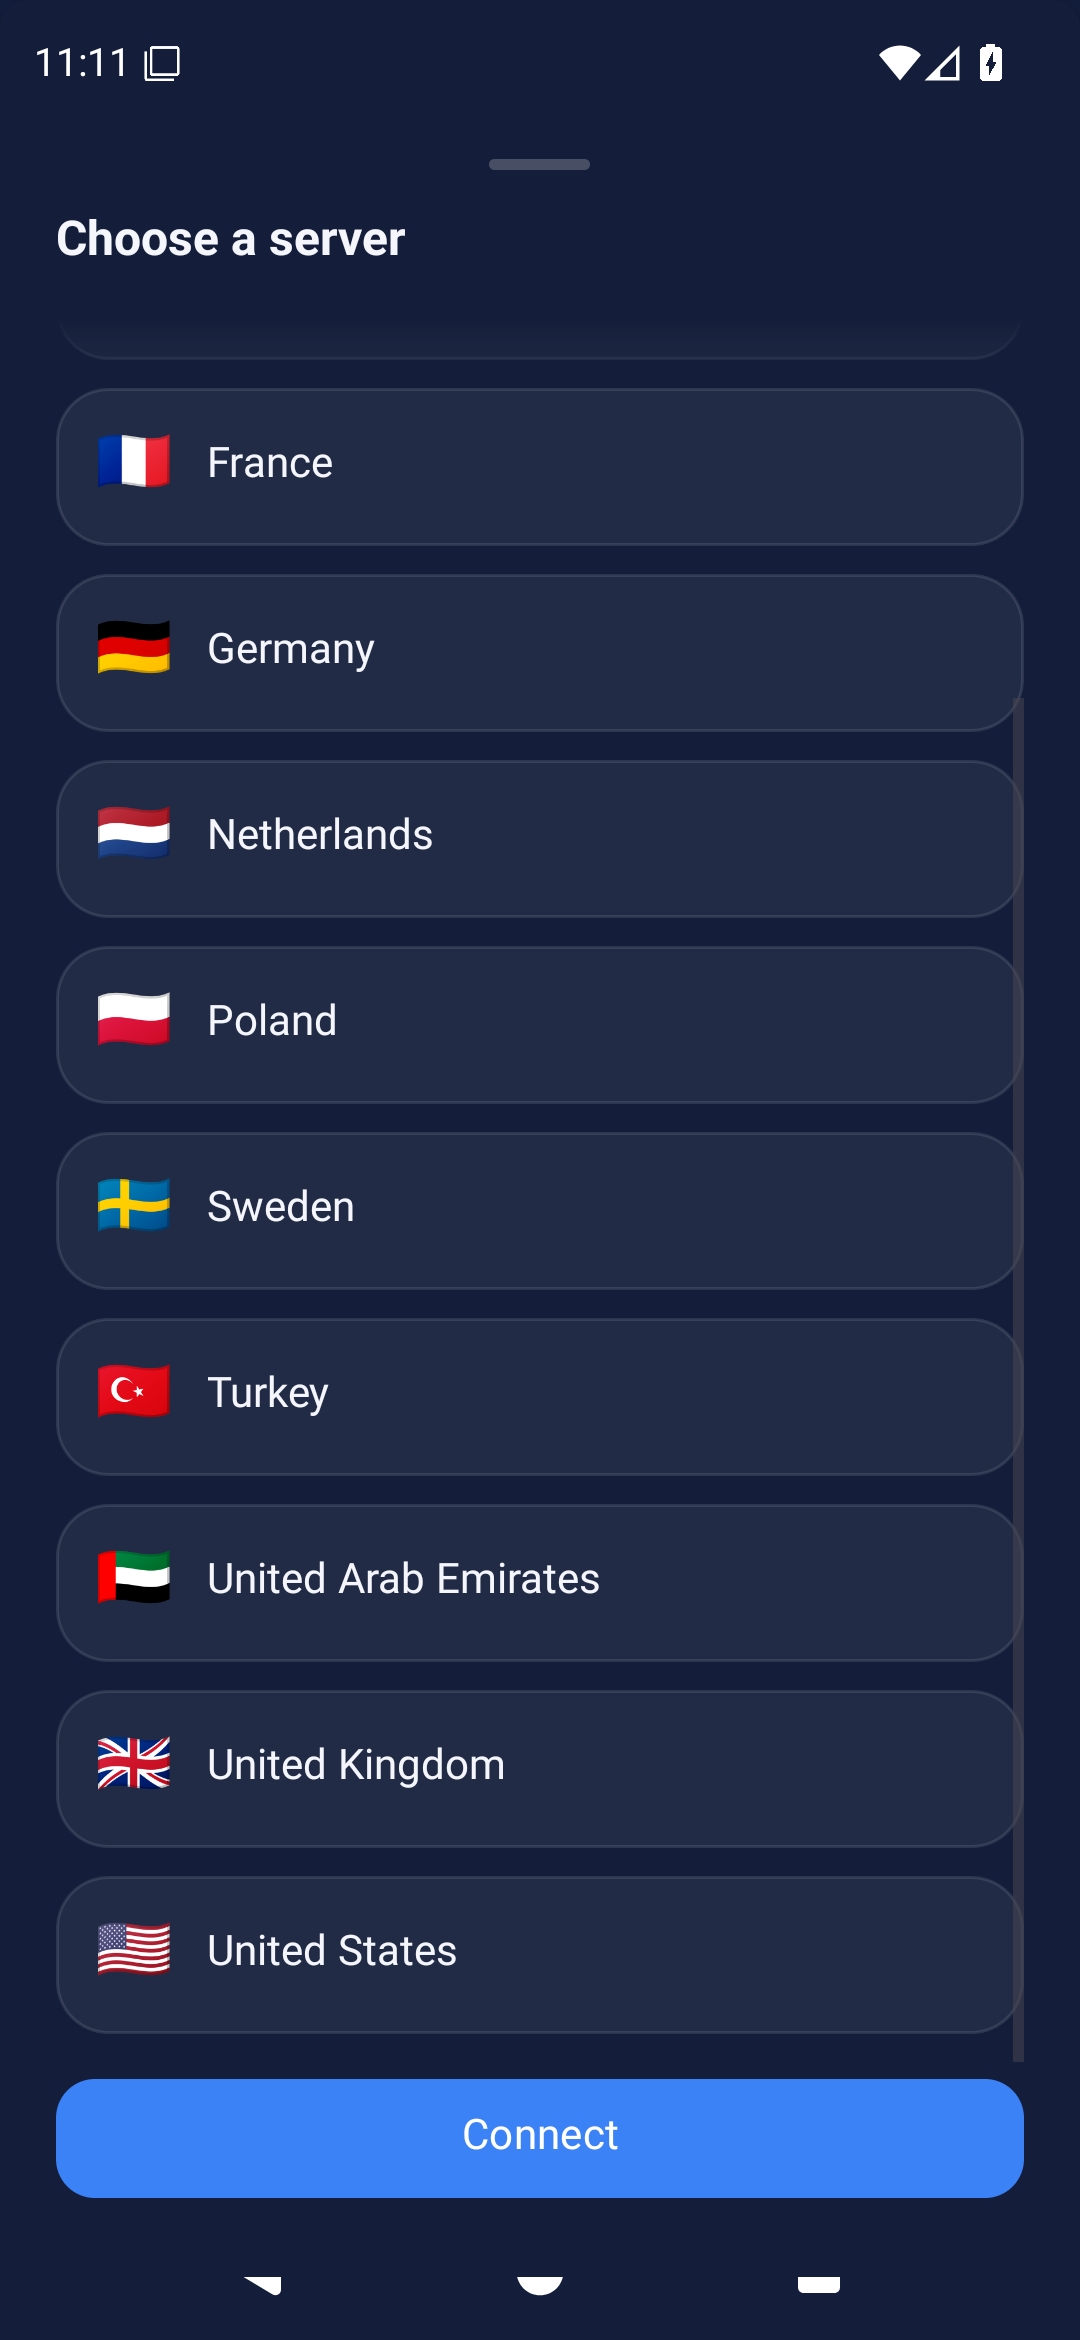 11:11
Choose a server
France
Germany
Netherlands
Poland
Sweden
Turkey
United Arab Emirates
United Kingdom
United States
Connect